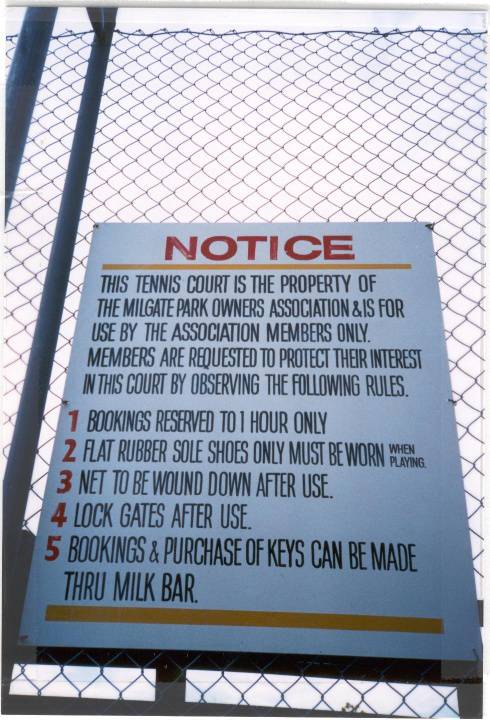 NOTICE
THIS TENNIS COURT IS THE PROPERTY OF
THE MILGATE PARK OWNERS ASSOCIATION & IS FOR
USE BY THE ASSOCIATION MEMBERS ONLY.
MEMBERS ARE REQUESTED TO PROTECT THEIR INTEREST
IN THIS COURT BY OBSERVING THE FOLLOWING RULES.
1 BOOKINGS RESERVED TO 1 HOUR ONLY
2 FLAT RUBBER SOLE SHOES ONLY MUST BE WORN WHEN PLAYING.
3 NET TO BE WOUND DOWN AFTER USE.
4 LOCK GATES AFTER USE.
5 BOOKINGS & PURCHASE OF KEYS CAN BE MADE
THRU MILK BAR.